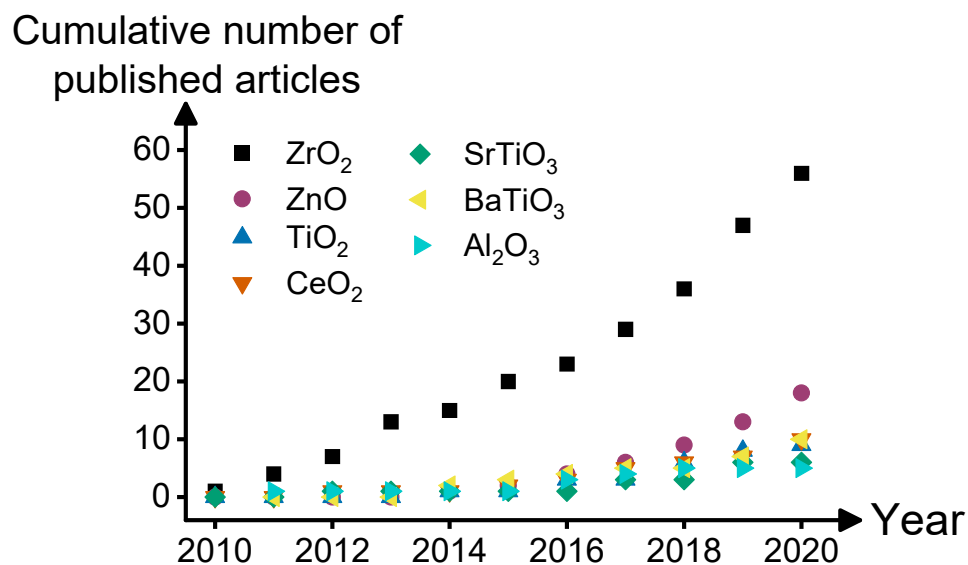 Cumulative number of
published articles
60
50
40
30
20
10
0
ZrO₂
ZnO
TiO₂
CeO₂
SrTiO₃
BaTiO₃
Al₂O₃
2010 2012 2014 2016 2018 2020
Year